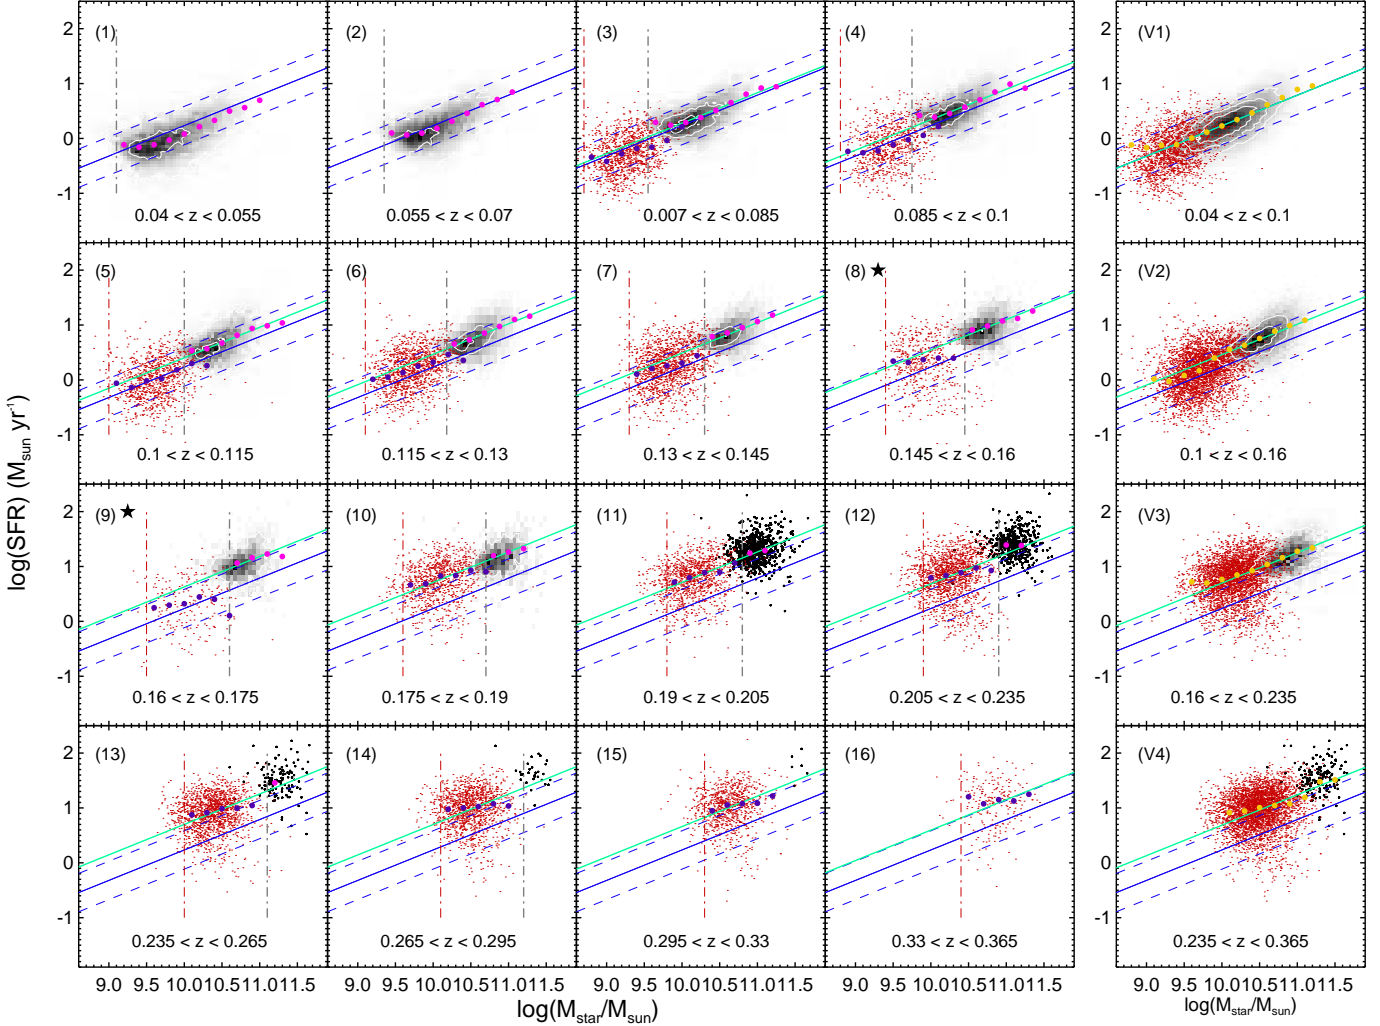 (1) (2) (3) (4) (V1)
2
1
0
-1
0.04 < z < 0.055 0.055 < z < 0.07 0.007 < z < 0.085 0.085 < z < 0.1 0.04 < z < 0.1
(5) (6) (7) (8) ★ (V2)
2
1
0
-1
0.1 < z < 0.115 0.115 < z < 0.13 0.13 < z < 0.145 0.145 < z < 0.16 0.1 < z < 0.16
(9) ★ (10) (11) (12) (V3)
2
1
0
-1
0.16 < z < 0.175 0.175 < z < 0.19 0.19 < z < 0.205 0.205 < z < 0.235 0.16 < z < 0.235
(13) (14) (15) (16) (V4)
2
1
0
-1
0.235 < z < 0.265 0.265 < z < 0.295 0.295 < z < 0.33 0.33 < z < 0.365 0.235 < z < 0.365
9.0 9.5 10.0 10.5 11.0 11.5 9.0 9.5 10.0 10.5 11.0 11.5 9.0 9.5 10.0 10.5 11.0 11.5 9.0 9.5 10.0 10.5 11.0 11.5 9.0 9.5 10.0 10.5 11.0 11.5
log(M_star/M_sun) log(M_star/M_sun)
log(SFR) (M_sun yr^-1)